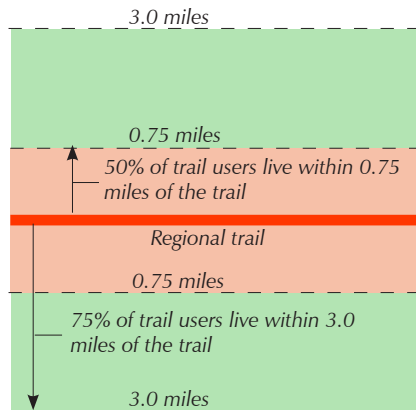 3.0 miles
0.75 miles
50% of trail users live within 0.75
miles of the trail
Regional trail
0.75 miles
75% of trail users live within 3.0
miles of the trail
3.0 miles